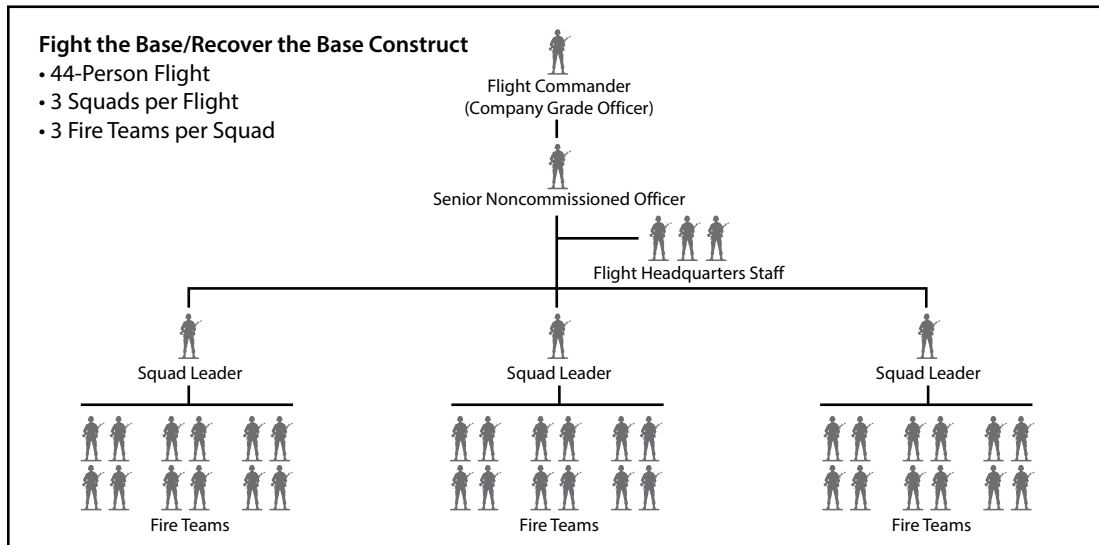 Fight the Base/Recover the Base Construct
• 44-Person Flight
• 3 Squads per Flight
• 3 Fire Teams per Squad
Flight Commander
(Company Grade Officer)
Senior Noncommissioned Officer
Flight Headquarters Staff
Squad Leader
Squad Leader
Squad Leader
Fire Teams
Fire Teams
Fire Teams